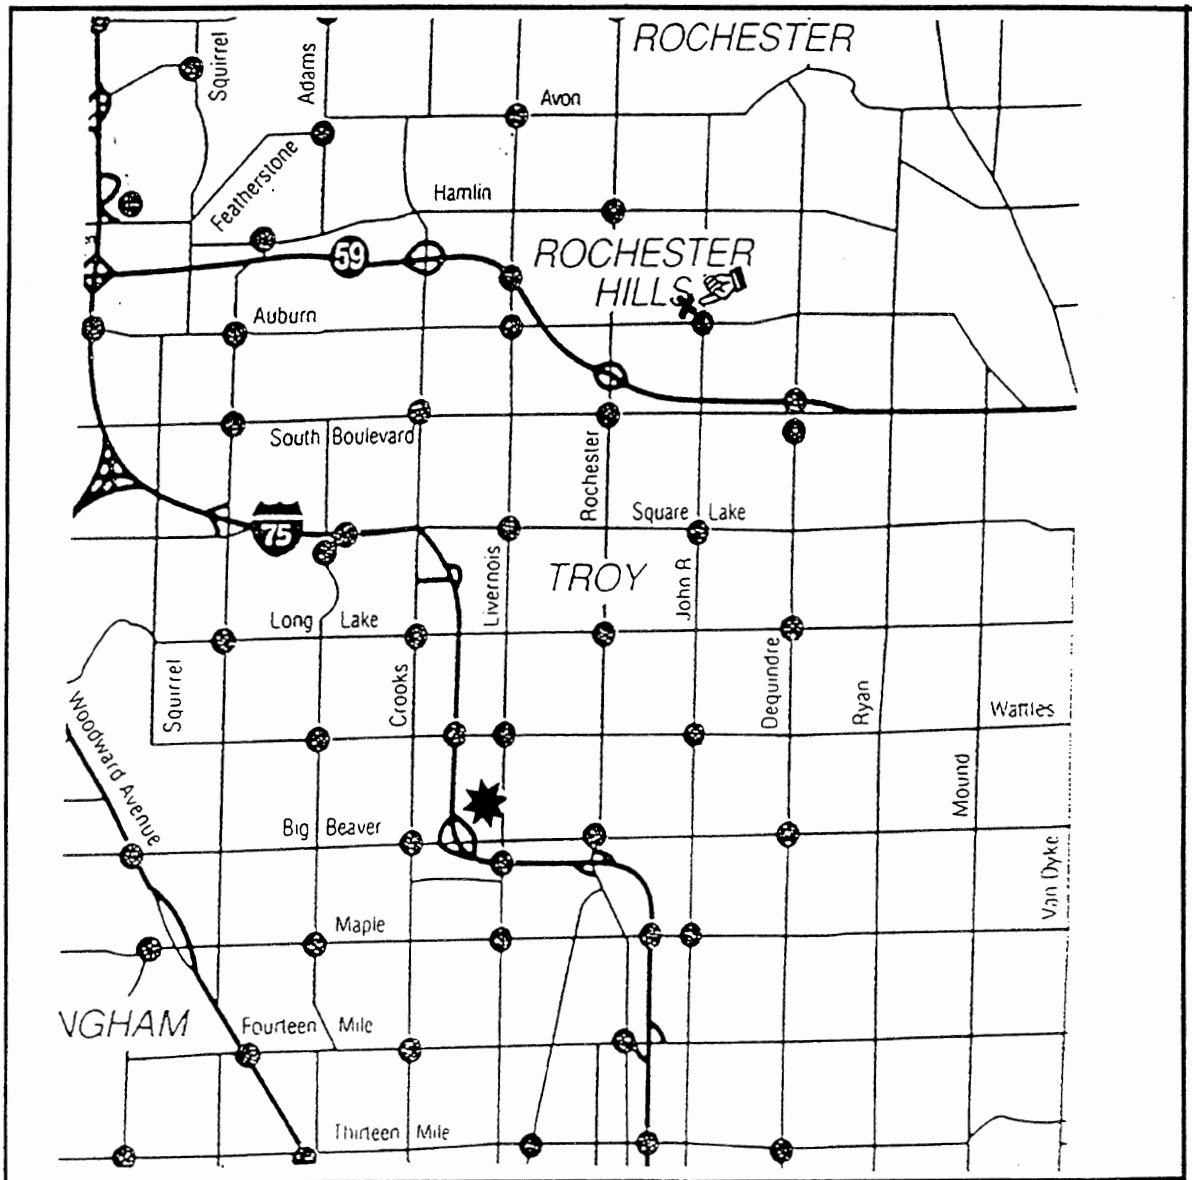 ROCHESTER
Squirrel
Adams
Avon
Featherstone
Hamlin
59
ROCHESTER
HILLS
Auburn
South Boulevard
Rochester
Square Lake
75
TROY
Livernois
John R
Long Lake
Squirrel
Crooks
Dequindre
Ryan
Wattles
Woodward Avenue
Mound
Big Beaver
Van Dyke
Maple
NGHAM
Fourteen Mile
Thirteen Mile